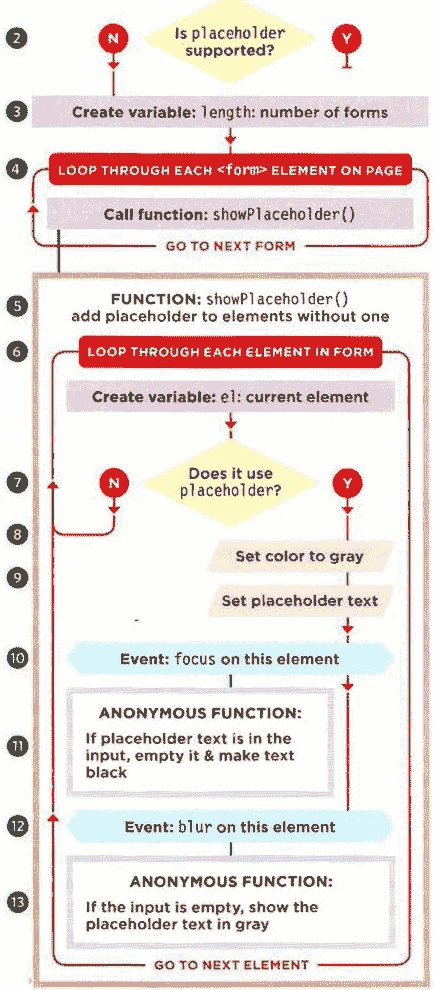 2
N
Is placeholder
supported?
Y
3
Create variable: length: number of forms
4
LOOP THROUGH EACH <form> ELEMENT ON PAGE
Call function: showPlaceholder()
GO TO NEXT FORM
5
FUNCTION: showPlaceholder()
add placeholder to elements without one
6
LOOP THROUGH EACH ELEMENT IN FORM
Create variable: el: current element
7
N
Does it use
placeholder?
Y
8
Set color to gray
9
Set placeholder text
10
Event: focus on this element
11
ANONYMOUS FUNCTION:
If placeholder text is in the
input, empty it & make text
black
12
Event: blur on this element
13
ANONYMOUS FUNCTION:
If the input is empty, show the
placeholder text in gray
GO TO NEXT ELEMENT